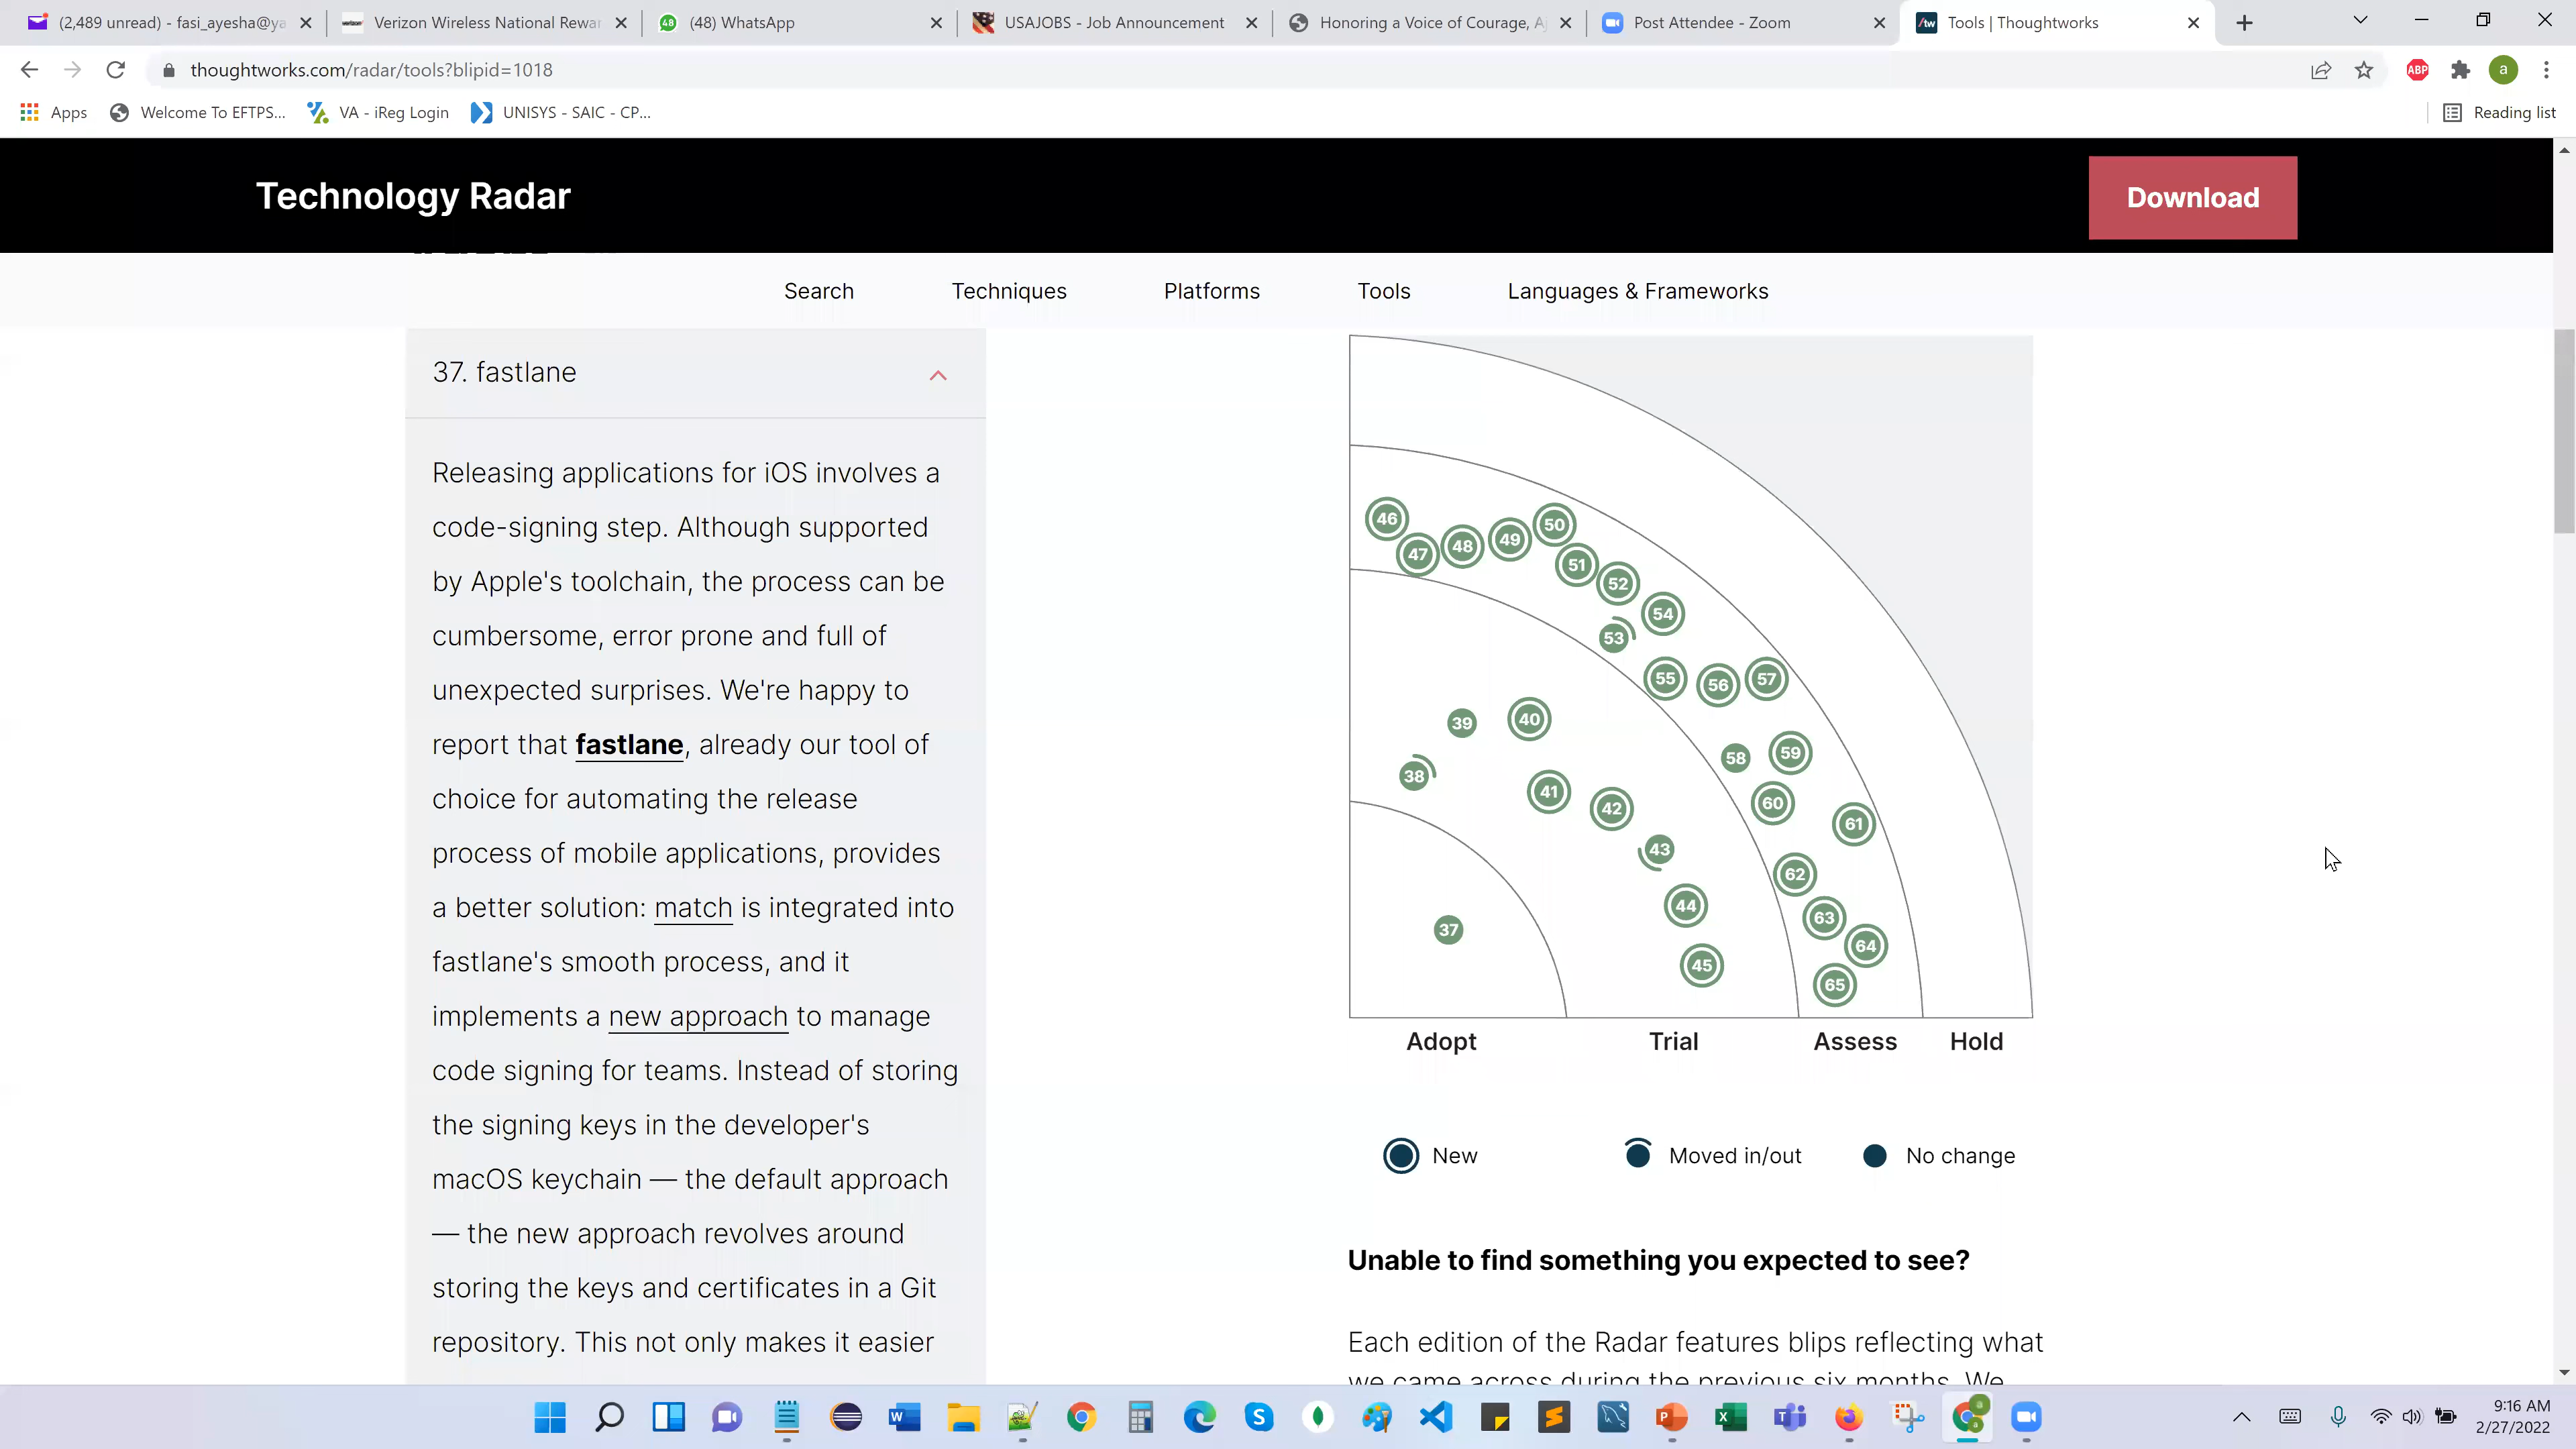 (2,489 unread) - fasi_ayesha@ya
Verizon Wireless National Rewar
(48) WhatsApp
USAJOBS - Job Announcement
Honoring a Voice of Courage, A
Post Attendee - Zoom
Tools | Thoughtworks
thoughtworks.com/radar/tools?blipid=1018
ABP
a
Apps
Welcome To EFTPS...
VA - iReg Login
UNISYS - SAIC - CP...
Reading list
Technology Radar
Download
Search
Techniques
Platforms
Tools
Languages & Frameworks
37. fastlane
Releasing applications for iOS involves a
code-signing step. Although supported
by Apple's toolchain, the process can be
cumbersome, error prone and full of
unexpected surprises. We're happy to
report that fastlane, already our tool of
choice for automating the release
process of mobile applications, provides
a better solution: match is integrated into
fastlane's smooth process, and it
implements a new approach to manage
code signing for teams. Instead of storing
the signing keys in the developer's
macOS keychain — the default approach
— the new approach revolves around
storing the keys and certificates in a Git
repository. This not only makes it easier
46
47
48
49
50
51
52
54
53
55
56
57
39
40
38
58
59
41
42
60
61
43
62
44
63
37
64
45
65
Adopt
Trial
Assess
Hold
New
Moved in/out
No change
Unable to find something you expected to see?
Each edition of the Radar features blips reflecting what
we came across during the previous six months. We
9:16 AM
2/27/2022